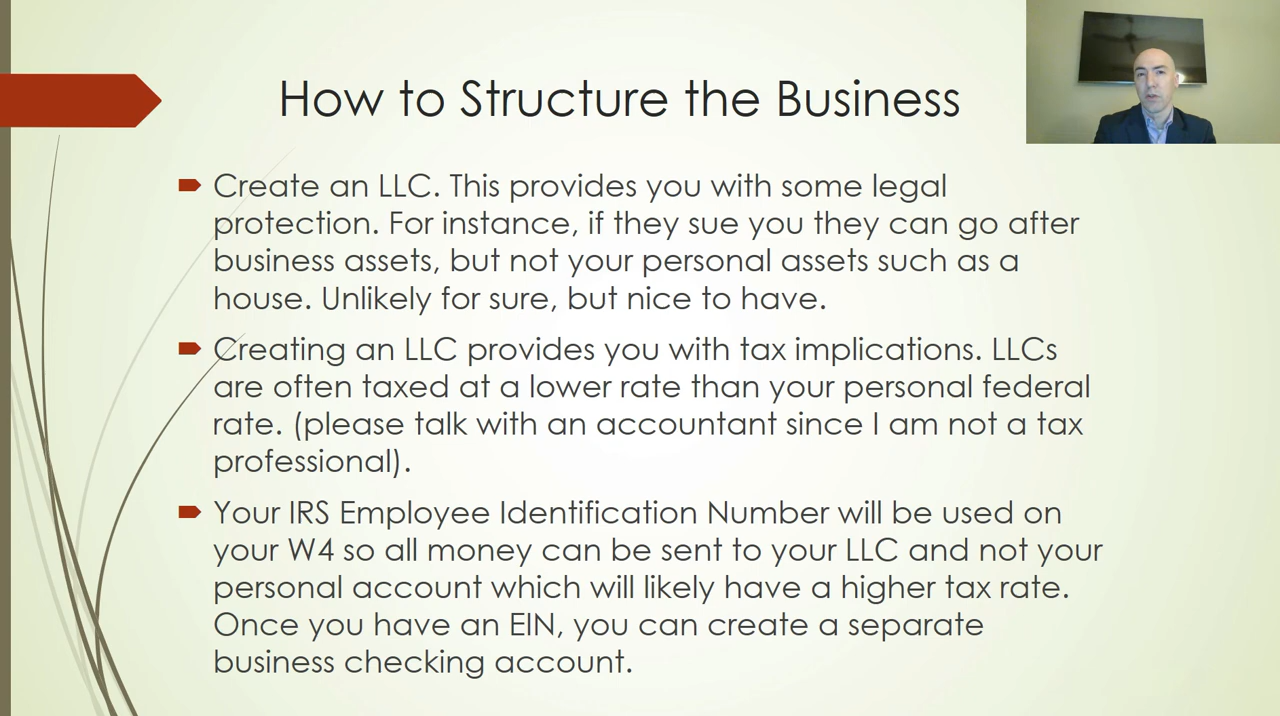 How to Structure the Business
Create an LLC. This provides you with some legal
protection. For instance, if they sue you they can go after
business assets, but not your personal assets such as a
house. Unlikely for sure, but nice to have.
Creating an LLC provides you with tax implications. LLCs
are often taxed at a lower rate than your personal federal
rate. (please talk with an accountant since I am not a tax
professional).
Your IRS Employee Identification Number will be used on
your W4 so all money can be sent to your LLC and not your
personal account which will likely have a higher tax rate.
Once you have an EIN, you can create a separate
business checking account.